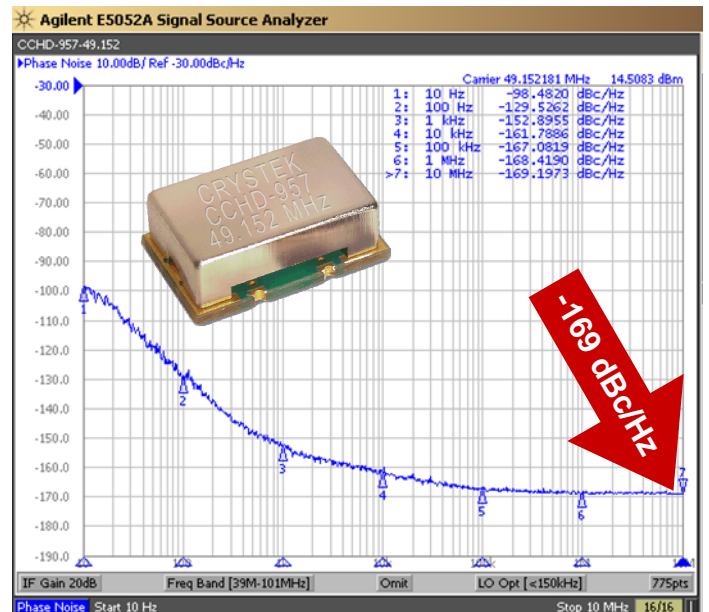 Agilent E5052A Signal Source Analyzer
CCHD-957-49.152
▶Phase Noise 10.00dB/ Ref -30.00dBc/Hz
Carrier 49.152181 MHz 14.5083 dBm
1: 10 Hz -98.4820 dBc/Hz
2: 100 Hz -129.5262 dBc/Hz
3: 1 kHz -152.8955 dBc/Hz
4: 10 kHz -161.7886 dBc/Hz
5: 100 kHz -167.0819 dBc/Hz
6: 1 MHz -168.4190 dBc/Hz
>7: 10 MHz -169.1973 dBc/Hz
-30.00
-40.00
-50.00
-60.00
-70.00
-80.00
-90.00
-100.0
-110.0
-120.0
-130.0
-140.0
-150.0
-160.0
-170.0
-180.0
-190.0
CRYSTEK
CCHD-957
49.152 MHz
-169 dBc/Hz
1
2
3
4
5
6
7
IF Gain 20dB Freq Band [39M-101MHz] Omit LO Opt [<150kHz] 775pts
Phase Noise Start 10 Hz Stop 10 MHz 16/16